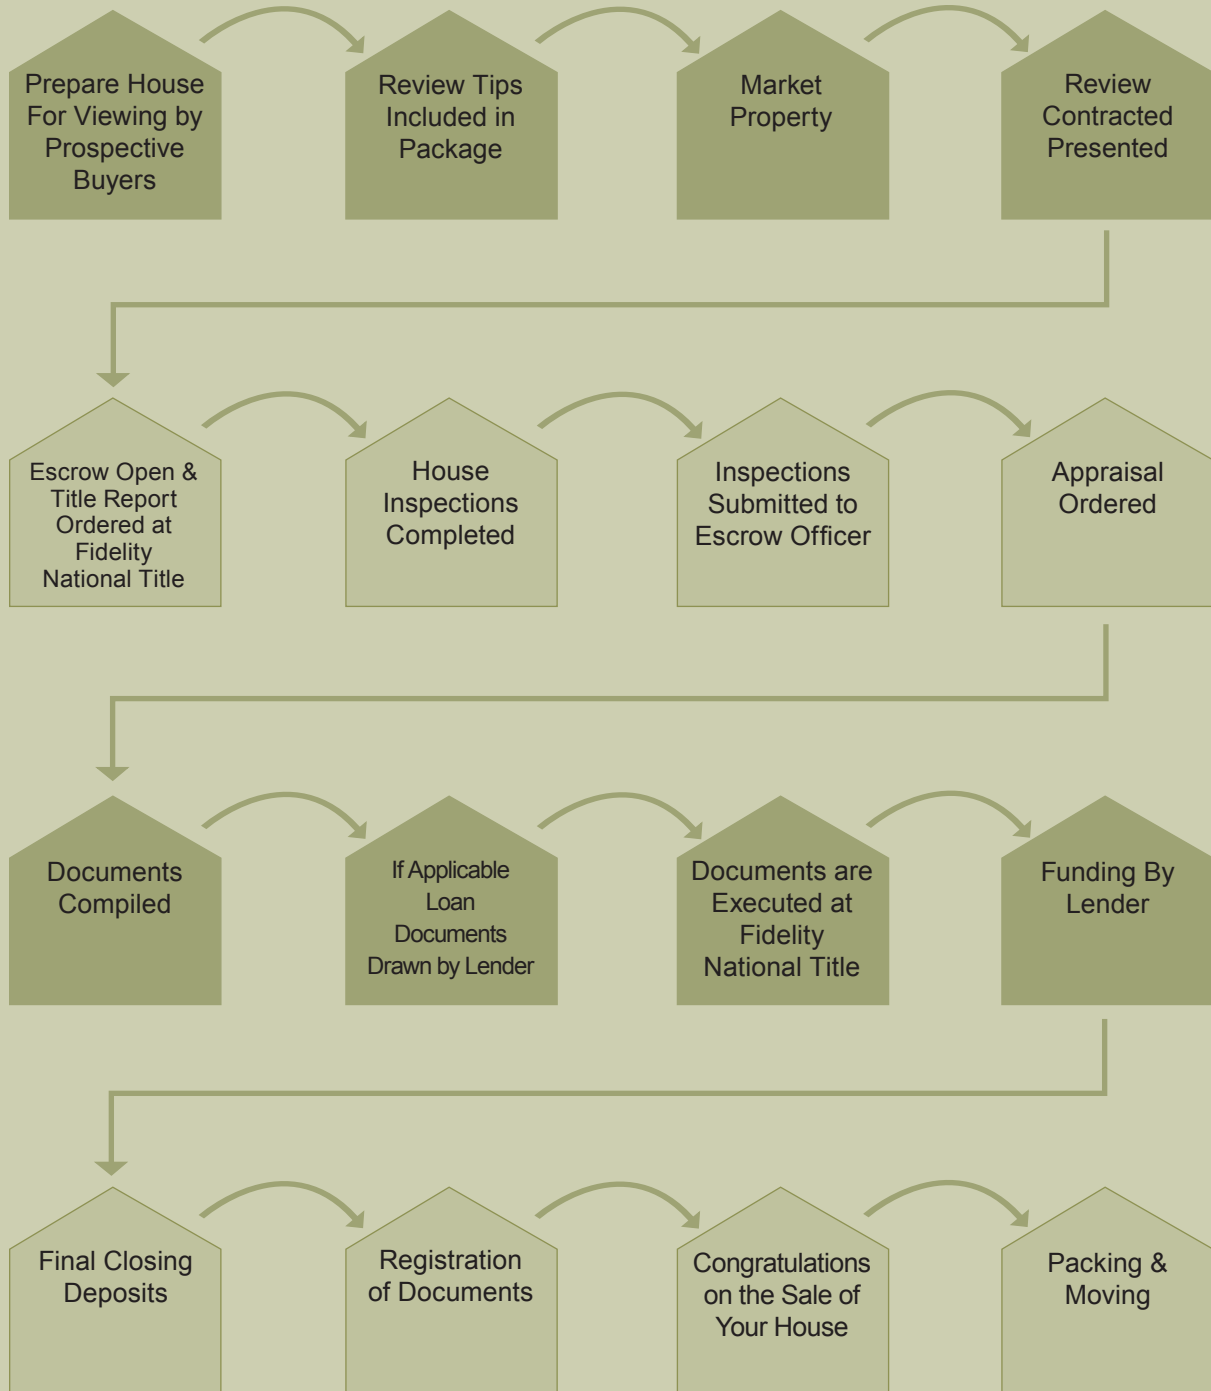 Prepare House
For Viewing by
Prospective
Buyers
Review Tips
Included in
Package
Market
Property
Review
Contracted
Presented
Escrow Open &
Title Report
Ordered at
Fidelity
National Title
House
Inspections
Completed
Inspections
Submitted to
Escrow Officer
Appraisal
Ordered
Documents
Compiled
If Applicable
Loan
Documents
Drawn by Lender
Documents are
Executed at
Fidelity
National Title
Funding By
Lender
Final Closing
Deposits
Registration
of Documents
Congratulations
on the Sale of
Your House
Packing &
Moving